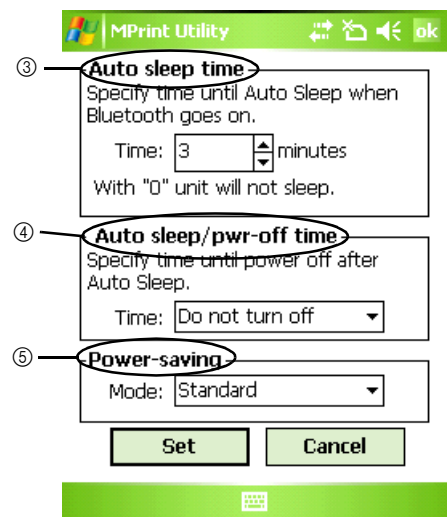 MPrint Utility ok
③ Auto sleep time
Specify time until Auto Sleep when
Bluetooth goes on.
Time: 3 minutes
With "0" unit will not sleep.
④ Auto sleep/pwr-off time
Specify time until power off after
Auto Sleep.
Time: Do not turn off
⑤ Power-saving
Mode: Standard
Set Cancel